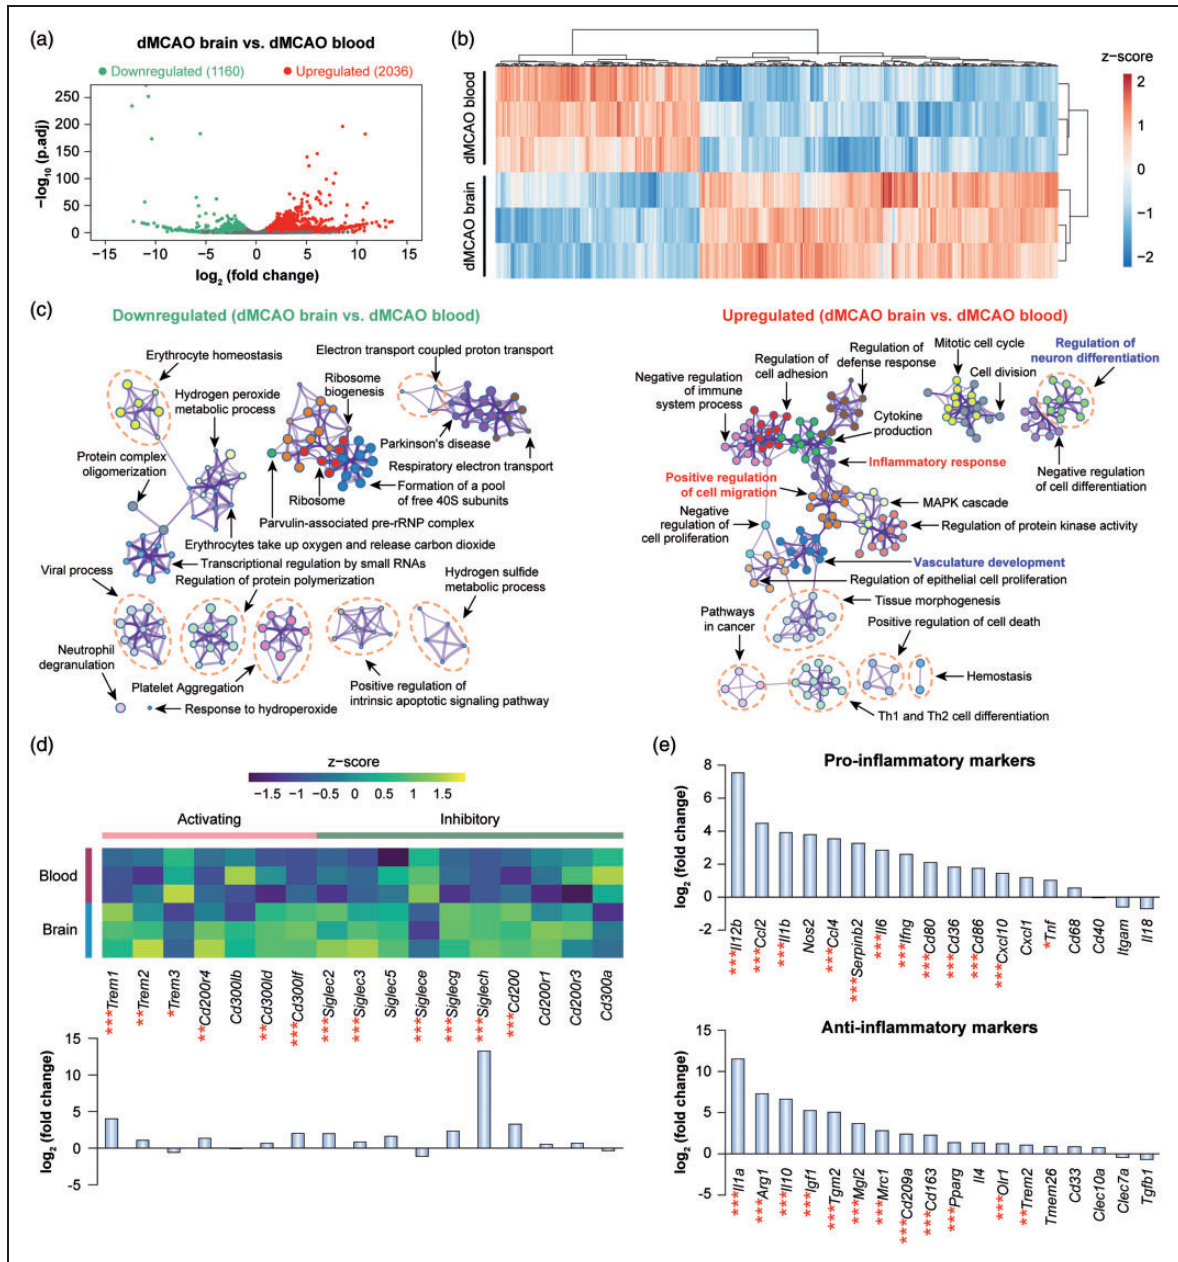 (a)
dMCAO brain vs. dMCAO blood
Downregulated (1160)
Upregulated (2036)
−log10 (p.adj)
250
200
150
100
50
0
−15
−10
−5
0
5
10
15
log2 (fold change)
(b)
dMCAO blood
dMCAO brain
z−score
2
1
0
−1
−2
(c)
Downregulated (dMCAO brain vs. dMCAO blood)
Erythrocyte homeostasis
Electron transport coupled proton transport
Hydrogen peroxide
metabolic process
Ribosome
biogenesis
Protein complex
oligomerization
Parkinson's disease
Respiratory electron transport
Ribosome
Formation of a pool
of free 40S subunits
Parvulin-associated pre-rRNP complex
Erythrocytes take up oxygen and release carbon dioxide
Transcriptional regulation by small RNAs
Viral process
Regulation of protein polymerization
Hydrogen sulfide
metabolic process
Neutrophil
degranulation
Platelet Aggregation
Positive regulation of
intrinsic apoptotic signaling pathway
Response to hydroperoxide
Upregulated (dMCAO brain vs. dMCAO blood)
Negative regulation
of immune
system process
Regulation of
cell adhesion
Regulation of
defense response
Mitotic cell cycle
Cell division
Regulation of
neuron differentiation
Cytokine
production
Inflammatory response
Negative regulation
of cell differentiation
Positive regulation
of cell migration
MAPK cascade
Negative
regulation of
cell proliferation
Regulation of protein kinase activity
Vasculature development
Regulation of epithelial cell proliferation
Tissue morphogenesis
Pathways
in cancer
Positive regulation of cell death
Hemostasis
Th1 and Th2 cell differentiation
(d)
z−score
−1.5
−1
−0.5
0
0.5
1
1.5
Activating
Inhibitory
Blood
Brain
***Trem1
**Trem2
*Trem3
**Cd200r4
Cd300lb
**Cd300ld
***Cd300lf
***Siglec2
***Siglec3
Siglec5
***Siglece
***Siglecg
***Siglech
***Cd200
Cd200r1
Cd200r3
Cd300a
log2 (fold change)
15
10
5
0
-5
(e)
Pro-inflammatory markers
log2 (fold change)
8
6
4
2
0
-2
***Il12b
***Ccl2
***Il1b
Nos2
***Ccl4
***Serpinb2
***Il6
***Ifng
***Cd80
***Cd36
***Cd86
***Cxcl10
Cxcl1
*Tnf
Cd68
Cd40
Itgam
Il18
Anti-inflammatory markers
log2 (fold change)
15
10
5
0
-5
***Il1a
***Arg1
***Il10
***Igf1
***Tgm2
***Mgl2
***Mrc1
***Cd209a
***Cd163
***Pparg
Il4
***Olr1
**Trem2
Tmem26
Cd33
Clec10a
Clec7a
Tgfb1